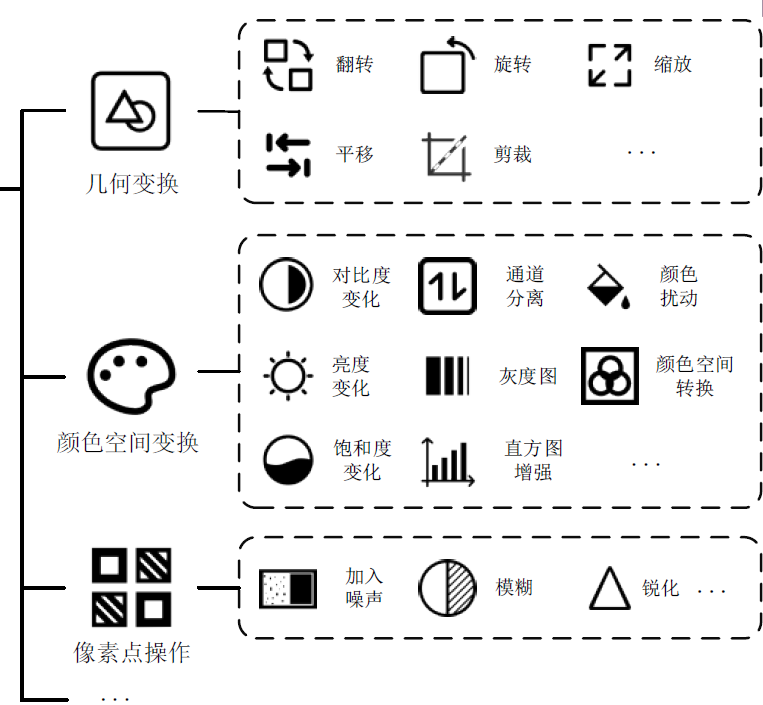 翻转
旋转
缩放
平移
剪裁
· · ·
几何变换
对比度
变化
通道
分离
颜色
扰动
亮度
变化
灰度图
颜色空间
转换
颜色空间变换
饱和度
变化
直方图
增强
· · ·
加入
噪声
模糊
锐化
· · ·
像素点操作
· · ·